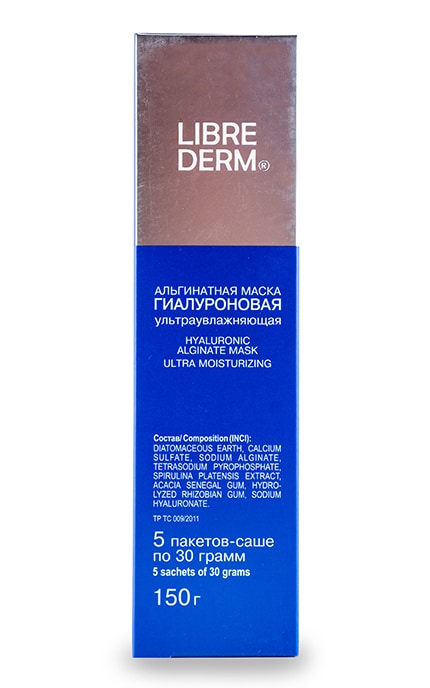 LIBRE
DERM®
АЛЬГИНАТНАЯ МАСКА
ГИАЛУРОНОВАЯ
ультраувлажняющая
HYALURONIC
ALGINATE MASK
ULTRA MOISTURIZING
Состав/ Composition (INCI):
DIATOMACEOUS EARTH, CALCIUM
SULFATE, SODIUM ALGINATE,
TETRASODIUM PYROPHOSPHATE,
SPIRULINA PLATENSIS EXTRACT,
ACACIA SENEGAL GUM, HYDRO-
LYZED RHIZOBIAN GUM, SODIUM
HYALURONATE.
ТР ТС 009/2011
5 пакетов-саше
по 30 грамм
5 sachets of 30 grams
150 г